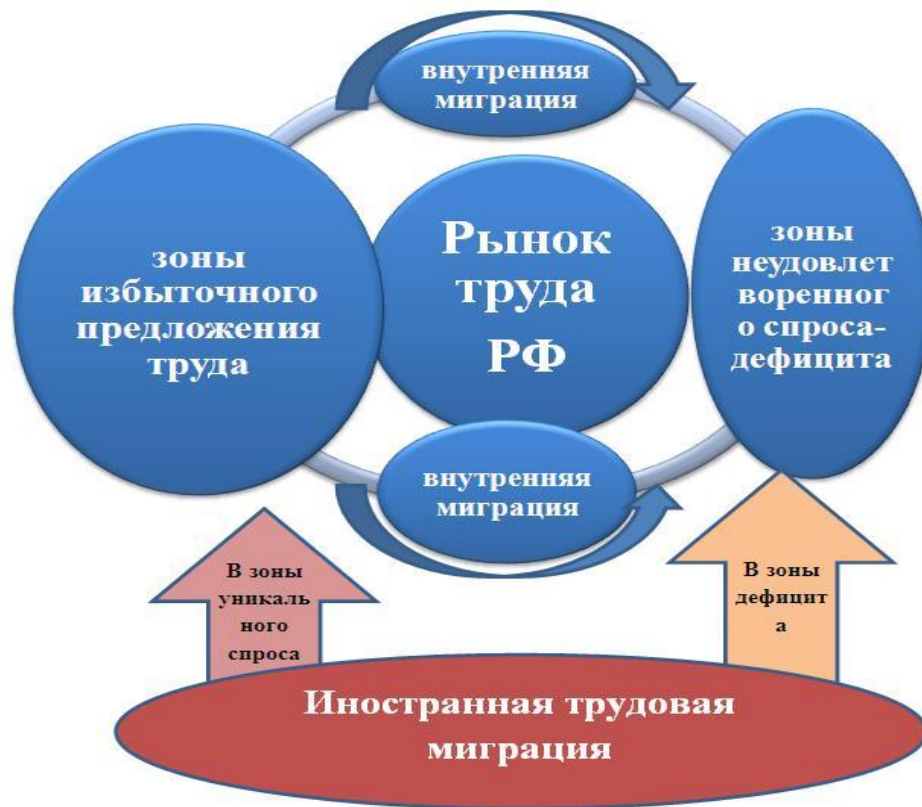 внутренняя
миграция
зоны
избыточного
предложения
труда
Рынок
труда
РФ
зоны
неудовлет
воренног
о спроса-
дефицита
внутренняя
миграция
В зоны
уникаль
ного
спроса
В зоны
дефицит
а
Иностранная трудовая
миграция